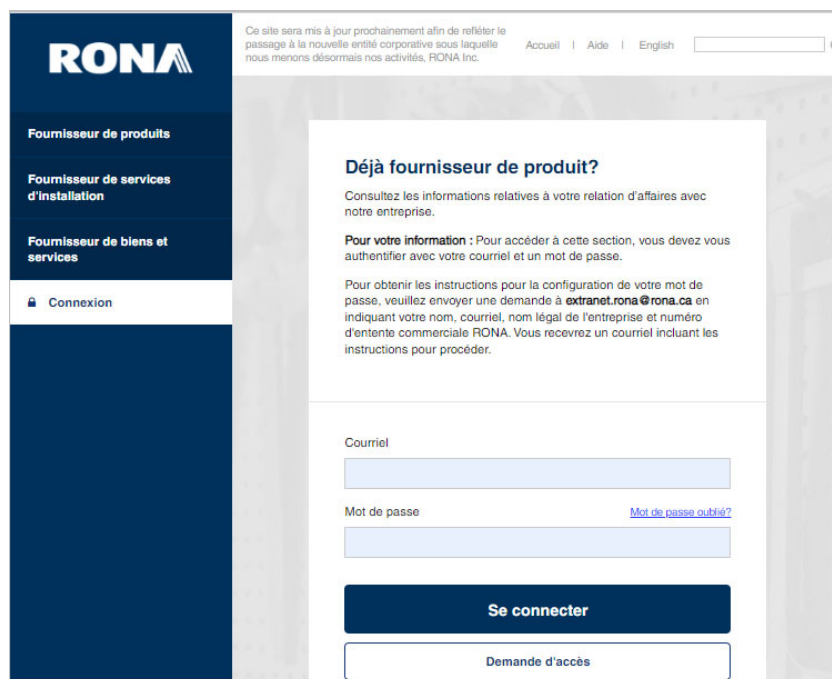 RONA
Ce site sera mis à jour prochainement afin de refléter le
passage à la nouvelle entité corporative sous laquelle
nous menons désormais nos activités, RONA Inc.
Accueil | Aide | English
Fournisseur de produits
Fournisseur de services
d'installation
Fournisseur de biens et
services
Connexion
Déjà fournisseur de produit?
Consultez les informations relatives à votre relation d'affaires avec
notre entreprise.
Pour votre information : Pour accéder à cette section, vous devez vous
authentifier avec votre courriel et un mot de passe.
Pour obtenir les instructions pour la configuration de votre mot de
passe, veuillez envoyer une demande à extranet.rona@rona.ca en
indiquant votre nom, courriel, nom légal de l'entreprise et numéro
d'entente commerciale RONA. Vous recevrez un courriel incluant les
instructions pour procéder.
Courriel
Mot de passe
Mot de passe oublié?
Se connecter
Demande d'accès